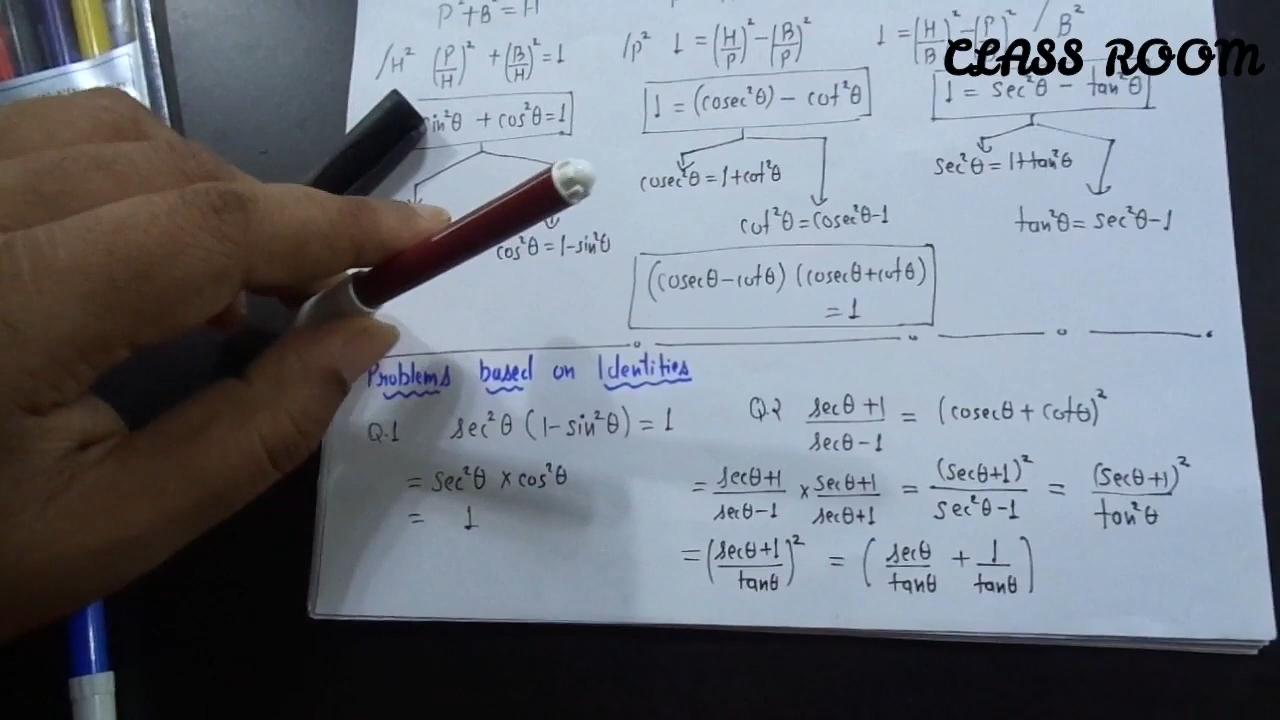 P²+B²=H
/H² (P/H)² + (B/H)² = 1
/P² 1 = (H/P)² − (B/P)²
1 = (H/B)² − (P )² / B²
CLASS ROOM
sin²θ + cos²θ = 1
1 = (cosec²θ) − cot²θ
1 = sec²θ − tan²θ
cos²θ = 1−sin²θ
cosec²θ = 1+cot²θ
cot²θ = cosec²θ−1
sec²θ = 1+tan²θ
tan²θ = sec²θ−1
(cosecθ−cotθ) (cosecθ+cotθ)
= 1
Problems based on Identities
Q.1 sec²θ (1−sin²θ) = 1
= sec²θ × cos²θ
= 1
Q.2 secθ+1/secθ−1 = (cosecθ + cotθ)²
= secθ+1/secθ−1 × secθ+1/secθ+1 = (secθ+1)²/sec²θ−1 = (secθ+1)²/tan²θ
= (secθ+1/tanθ)² = (secθ/tanθ + 1/tanθ)